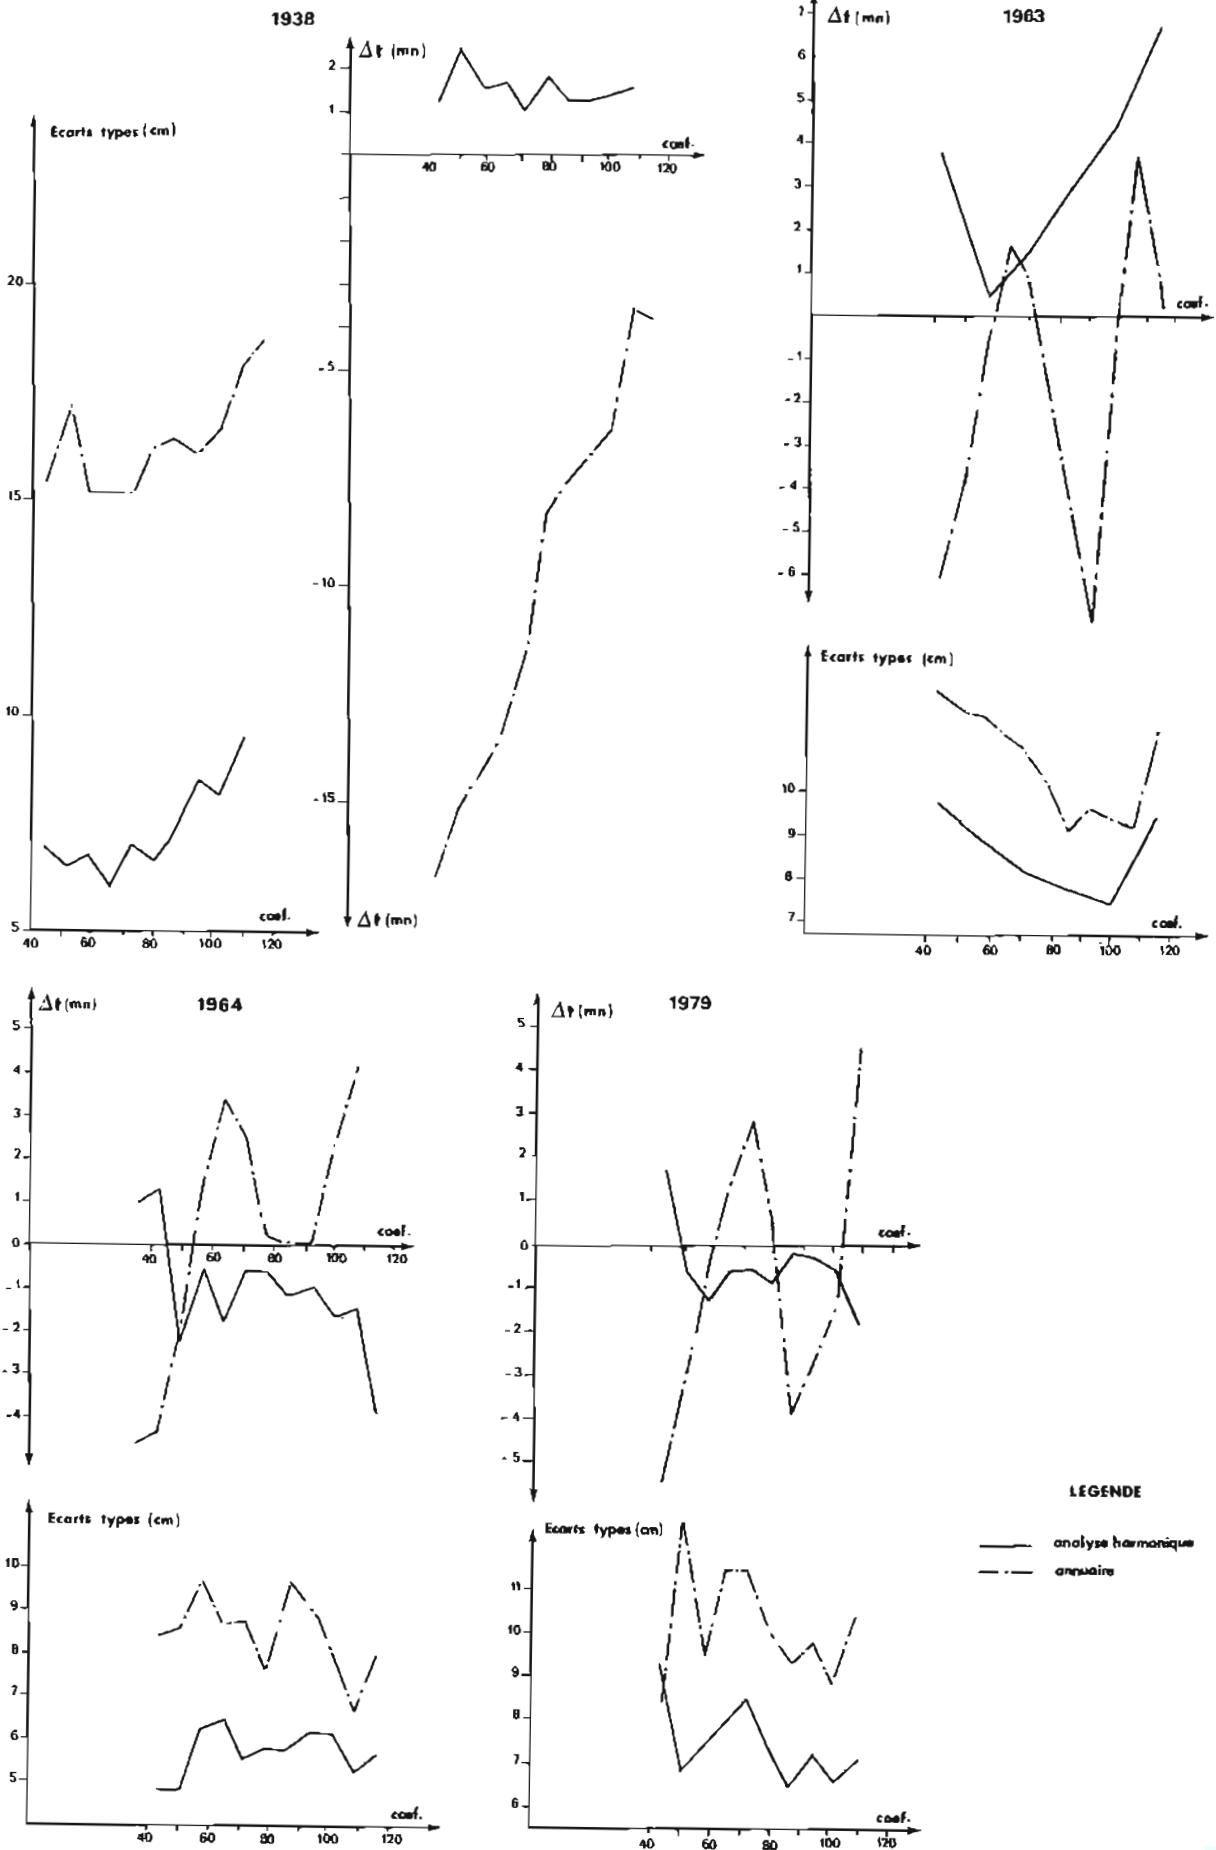 1938
Ecarts types (cm)
20
15
10
5
40 60 80 100 120
coef.
Δt (mn)
2
1
coef.
40 60 80 100 120
-5
-10
-15
Δt (mn)
1963
Δt (mn)
7
6
5
4
3
2
1
coef.
-1
-2
-3
-4
-5
-6
Ecarts types (cm)
10
9
8
7
coef.
40 60 80 100 120
1964
Δt (mn)
5
4
3
2
1
0
coef.
40 60 80 100 120
-1
-2
-3
-4
Ecarts types (cm)
10
9
8
7
6
5
coef.
40 60 80 100 120
1979
Δt (mn)
5
4
3
2
1
0
coef.
-1
-2
-3
-4
-5
Ecarts types (cm)
11
10
9
8
7
6
coef.
40 60 80 100 120
LEGENDE
analyse harmonique
annuaire